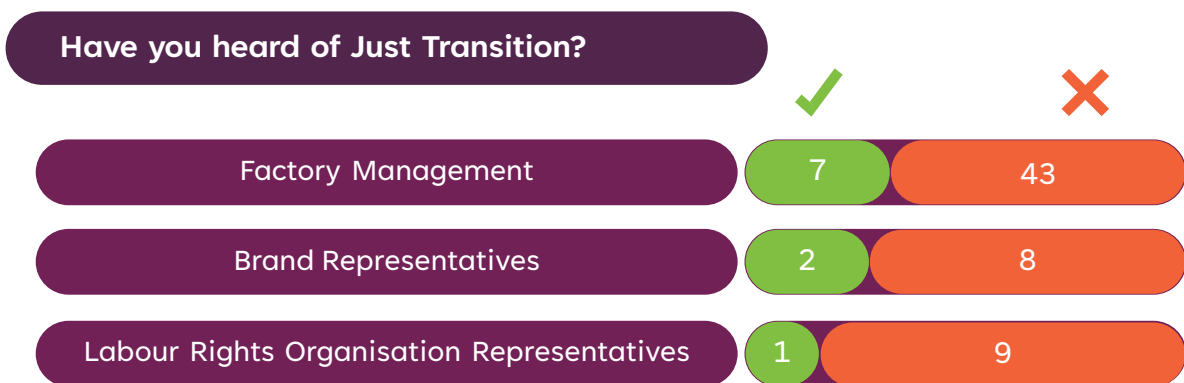 Have you heard of Just Transition?
Factory Management 7 43
Brand Representatives 2 8
Labour Rights Organisation Representatives 1 9